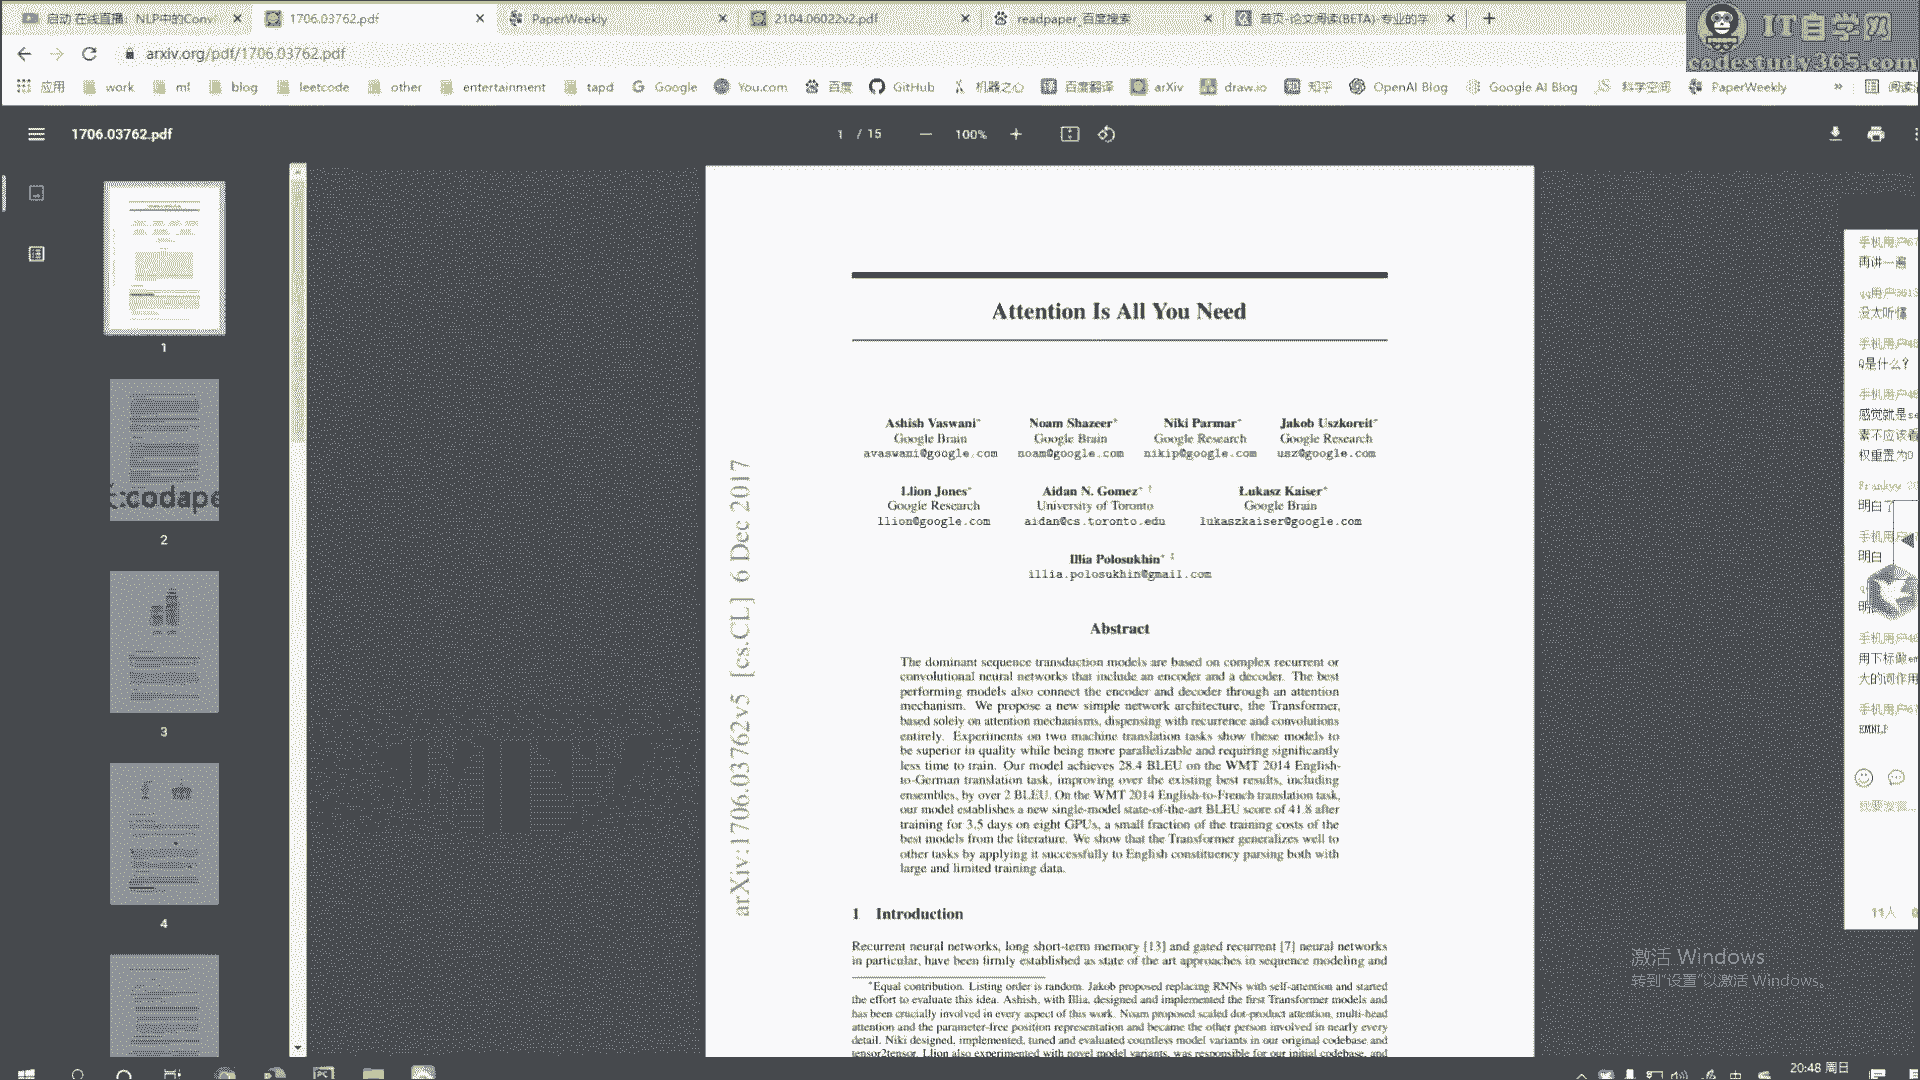 启动 在线直播：NLP中的Conv
1706.03762.pdf
PaperWeekly
2104.06022v2.pdf
readpaper_百度搜索
首页-论文阅读(BETA)-专业的学
IT自学网
codestudy365.com
arxiv.org/pdf/1706.03762.pdf
应用 work ml blog leetcode other entertainment tapd Google You.com 百度 GitHub 机器之心 百度翻译 arXiv draw.io 知乎 OpenAI Blog Google AI Blog 科学空间 PaperWeekly »
1706.03762.pdf
1 / 15
100%
1
:codape
2
3
4
arXiv:1706.03762v5 [cs.CL] 6 Dec 2017
Attention Is All You Need
Ashish Vaswani* Noam Shazeer* Niki Parmar* Jakob Uszkoreit*
Google Brain Google Brain Google Research Google Research
avaswani@google.com noam@google.com nikip@google.com usz@google.com
Llion Jones* Aidan N. Gomez* † Łukasz Kaiser*
Google Research University of Toronto Google Brain
llion@google.com aidan@cs.toronto.edu lukaszkaiser@google.com
Illia Polosukhin* ‡
illia.polosukhin@gmail.com
Abstract
The dominant sequence transduction models are based on complex recurrent or
convolutional neural networks that include an encoder and a decoder. The best
performing models also connect the encoder and decoder through an attention
mechanism. We propose a new simple network architecture, the Transformer,
based solely on attention mechanisms, dispensing with recurrence and convolutions
entirely. Experiments on two machine translation tasks show these models to
be superior in quality while being more parallelizable and requiring significantly
less time to train. Our model achieves 28.4 BLEU on the WMT 2014 English-
to-German translation task, improving over the existing best results, including
ensembles, by over 2 BLEU. On the WMT 2014 English-to-French translation task,
our model establishes a new single-model state-of-the-art BLEU score of 41.8 after
training for 3.5 days on eight GPUs, a small fraction of the training costs of the
best models from the literature. We show that the Transformer generalizes well to
other tasks by applying it successfully to English constituency parsing both with
large and limited training data.
1 Introduction
Recurrent neural networks, long short-term memory [13] and gated recurrent [7] neural networks
in particular, have been firmly established as state of the art approaches in sequence modeling and
*Equal contribution. Listing order is random. Jakob proposed replacing RNNs with self-attention and started
the effort to evaluate this idea. Ashish, with Illia, designed and implemented the first Transformer models and
has been crucially involved in every aspect of this work. Noam proposed scaled dot-product attention, multi-head
attention and the parameter-free position representation and became the other person involved in nearly every
detail. Niki designed, implemented, tuned and evaluated countless model variants in our original codebase and
tensor2tensor. Llion also experimented with novel model variants, was responsible for our initial codebase, and
手机用户67
再讲一遍
没太听懂
手机用户48
Q是什么？
手机用户48
感觉就是se
素不应该看
权重置为0
明白了
手机用户
明白
手机用户48
用下标做em
大的词作用
手机用户67
EMNLP
11人
激活 Windows
转到"设置"以激活 Windows。
20:48 周日